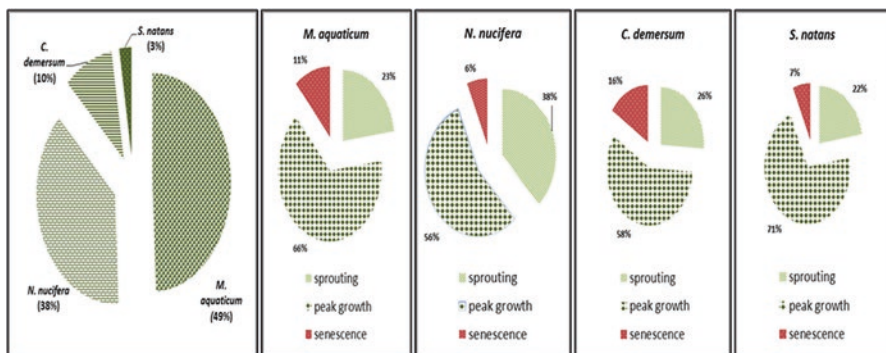 S. natans
(3%)
C.
demersum
(10%)
N. nucifera
(38%)
M.
aquaticum
(49%)
M. aquaticum
11%
23%
66%
sprouting
peak growth
senescence
N. nucifera
6%
38%
56%
sprouting
peak growth
senescence
C. demersum
16%
26%
58%
sprouting
peak growth
senescence
S. natans
7%
22%
71%
sprouting
peak growth
senescence